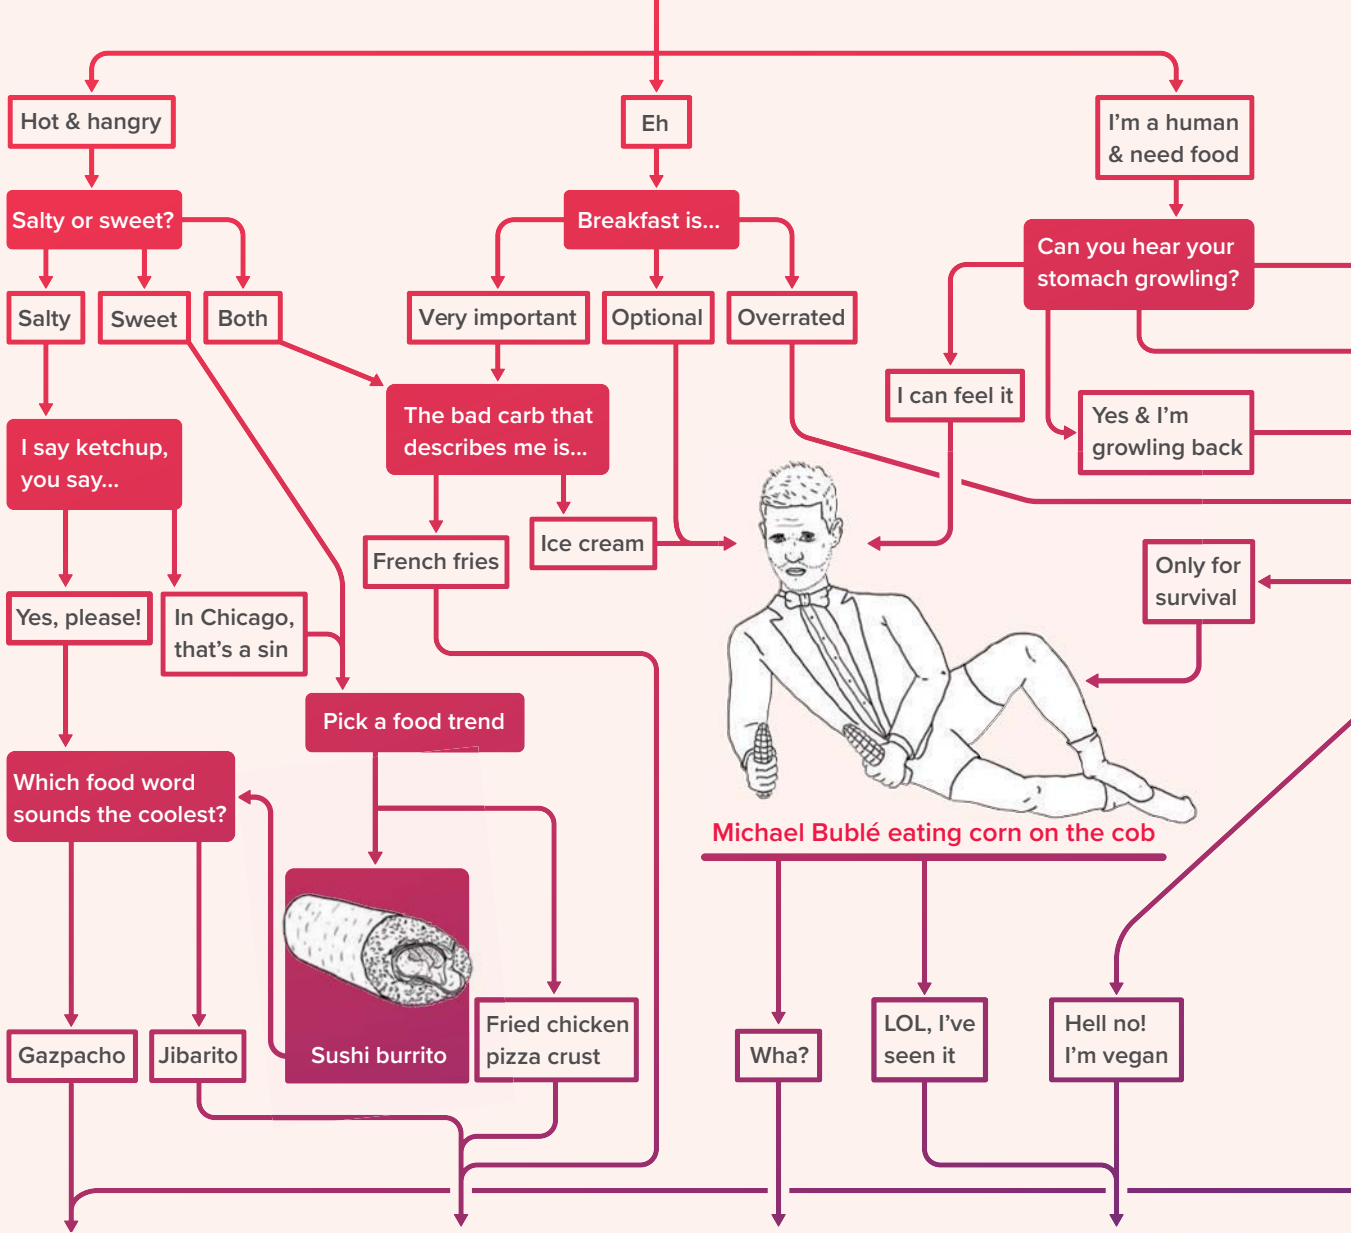 Hot & hangry
Eh
I'm a human
& need food
Salty or sweet?
Breakfast is...
Can you hear your
stomach growling?
Salty
Sweet
Both
Very important
Optional
Overrated
I can feel it
The bad carb that
describes me is...
Yes & I'm
growling back
I say ketchup,
you say...
French fries
Ice cream
Only for
survival
Yes, please!
In Chicago,
that's a sin
Pick a food trend
Which food word
sounds the coolest?
Michael Bublé eating corn on the cob
Gazpacho
Jibarito
Sushi burrito
Fried chicken
pizza crust
Wha?
LOL, I've
seen it
Hell no!
I'm vegan